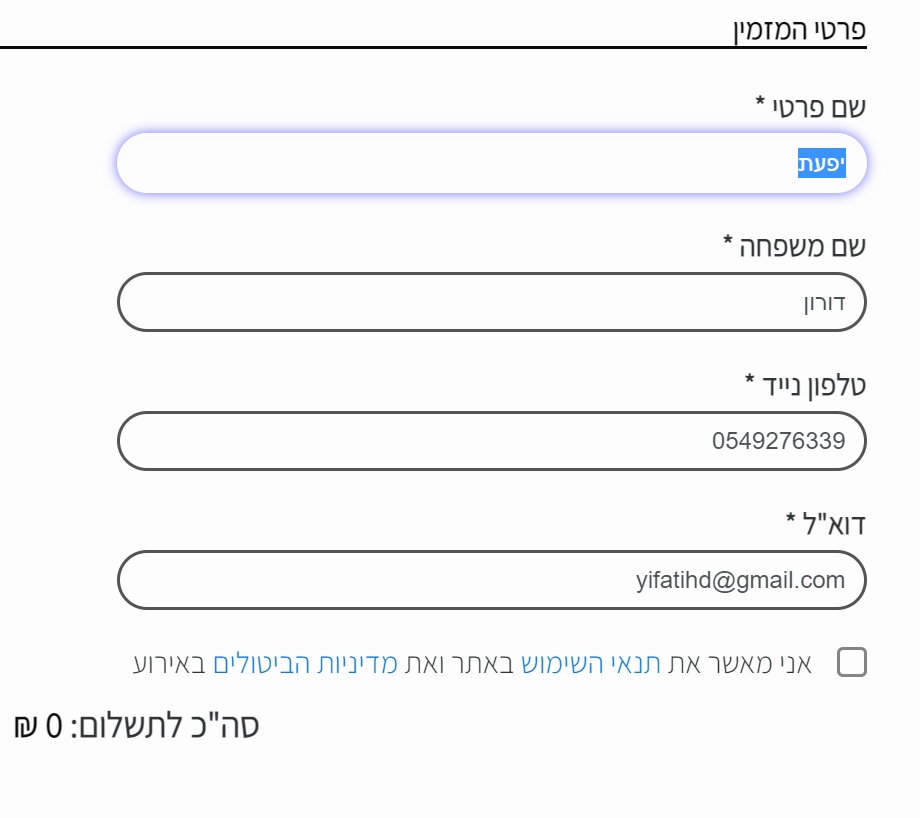 פרטי המזמין
שם פרטי *
יפעת
שם משפחה *
דורון
טלפון נייד *
0549276339
דוא"ל *
yifatihd@gmail.com
אני מאשר את תנאי השימוש באתר ואת מדיניות הביטולים באירוע
סה"כ לתשלום: 0 ₪